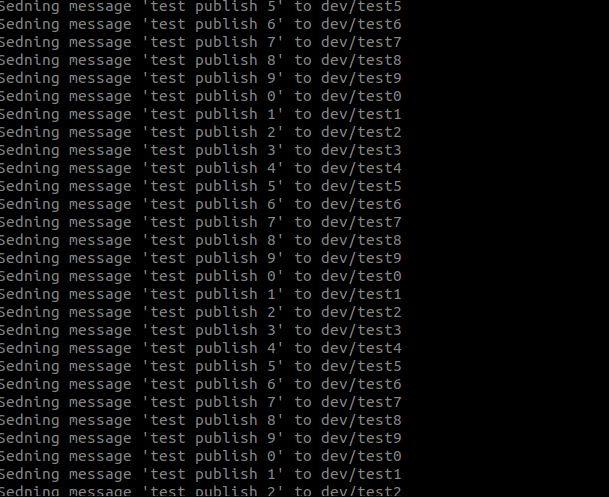 Sedning message 'test publish 5' to dev/test5
Sedning message 'test publish 6' to dev/test6
Sedning message 'test publish 7' to dev/test7
Sedning message 'test publish 8' to dev/test8
Sedning message 'test publish 9' to dev/test9
Sedning message 'test publish 0' to dev/test0
Sedning message 'test publish 1' to dev/test1
Sedning message 'test publish 2' to dev/test2
Sedning message 'test publish 3' to dev/test3
Sedning message 'test publish 4' to dev/test4
Sedning message 'test publish 5' to dev/test5
Sedning message 'test publish 6' to dev/test6
Sedning message 'test publish 7' to dev/test7
Sedning message 'test publish 8' to dev/test8
Sedning message 'test publish 9' to dev/test9
Sedning message 'test publish 0' to dev/test0
Sedning message 'test publish 1' to dev/test1
Sedning message 'test publish 2' to dev/test2
Sedning message 'test publish 3' to dev/test3
Sedning message 'test publish 4' to dev/test4
Sedning message 'test publish 5' to dev/test5
Sedning message 'test publish 6' to dev/test6
Sedning message 'test publish 7' to dev/test7
Sedning message 'test publish 8' to dev/test8
Sedning message 'test publish 9' to dev/test9
Sedning message 'test publish 0' to dev/test0
Sedning message 'test publish 1' to dev/test1
Sedning message 'test publish 2' to dev/test2